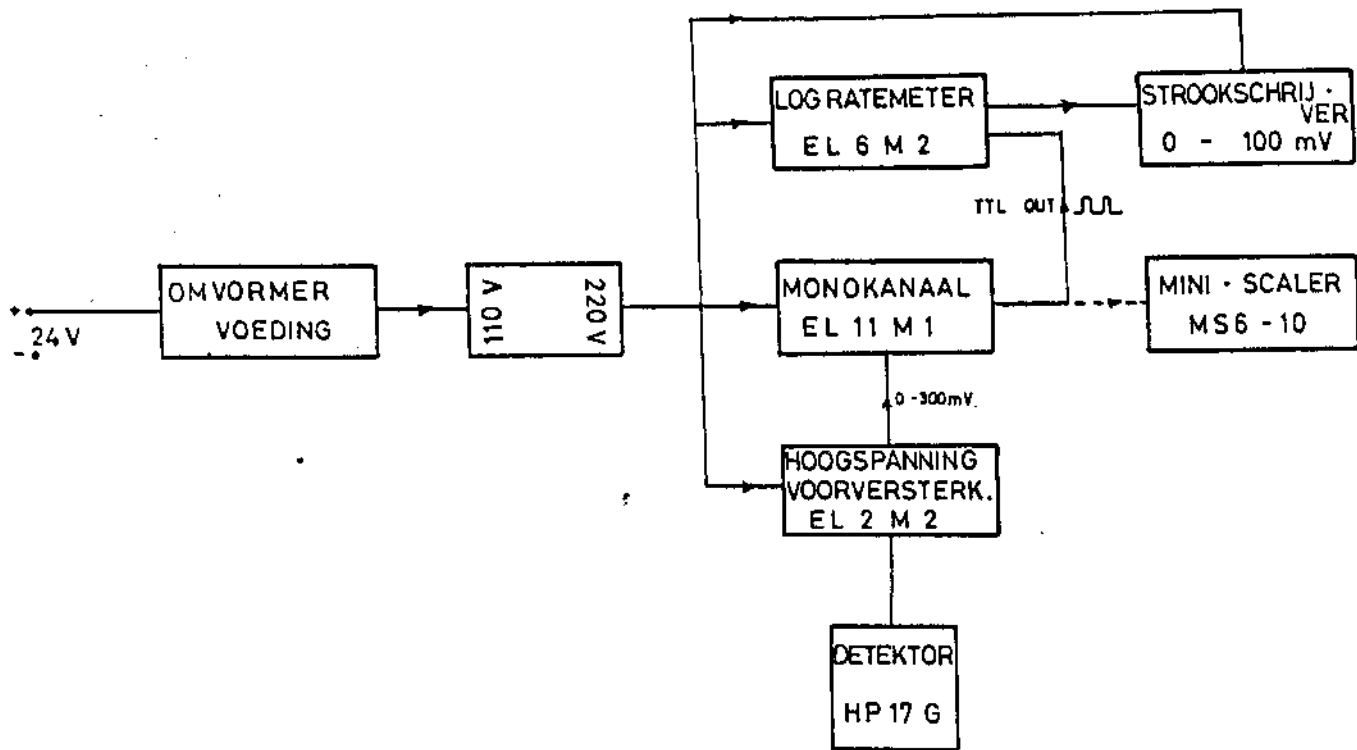 LOG RATEMETER
EL 6 M 2
STROOKSCHRIJ-
VER
0 - 100 mV
TTL OUT
+
24 V
-
OMVORMER
VOEDING
110 V
220 V
MONOKANAAL
EL 11 M 1
MINI - SCALER
MS6 - 10
0 - 300 mV.
HOOGSPANNING
VOORVERSTERK.
EL 2 M 2
DETEKTOR
HP 17 G